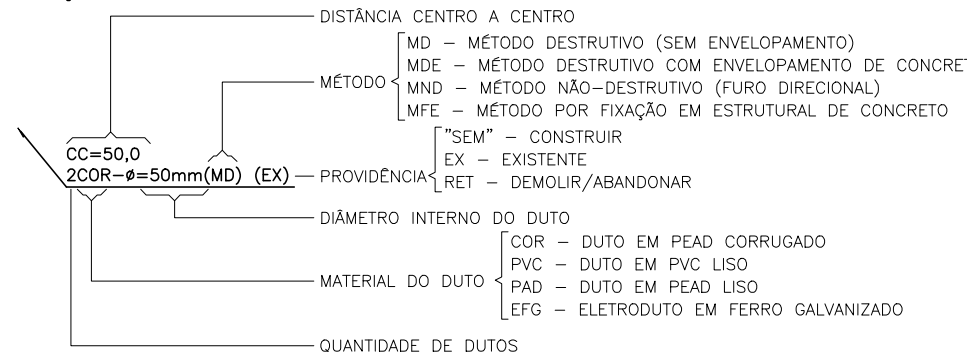 DISTÂNCIA CENTRO A CENTRO
MÉTODO
MD – MÉTODO DESTRUTIVO (SEM ENVELOPAMENTO)
MDE – MÉTODO DESTRUTIVO COM ENVELOPAMENTO DE
MND – MÉTODO NÃO-DESTRUTIVO (FURO DIRECIONAL)
MFE – MÉTODO POR FIXAÇÃO EM ESTRUTURAL DE CONCRETO
CC=50,0
2COR-ø=50mm(MD) (EX)
PROVIDÊNCIA
"SEM" – CONSTRUIR
EX – EXISTENTE
RET – DEMOLIR/ABANDONAR
DIÂMETRO INTERNO DO DUTO
MATERIAL DO DUTO
COR – DUTO EM PEAD CORRUGADO
PVC – DUTO EM PVC LISO
PAD – DUTO EM PEAD LISO
EFG – ELETRODUTO EM FERRO GALVANIZADO
QUANTIDADE DE DUTOS